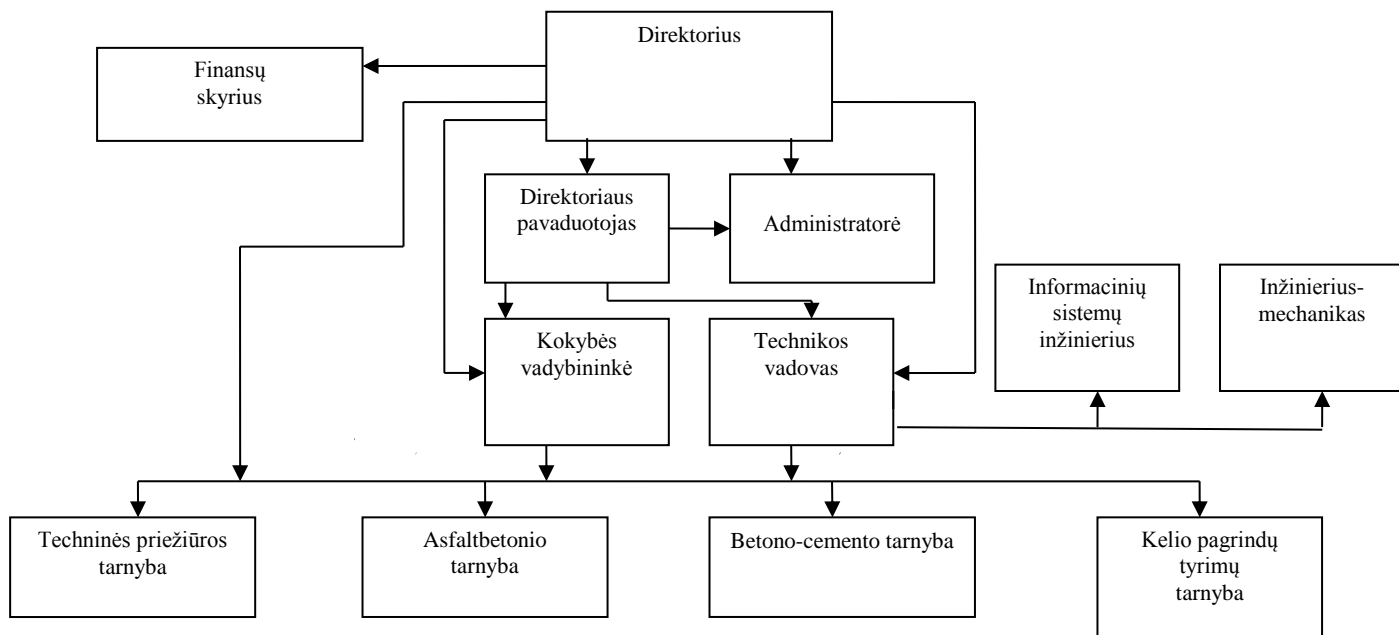 Direktorius
Finansų
skyrius
Direktoriaus
pavaduotojas
Administratorė
Informacinių
sistemų
inžinierius
Inžinierius-
mechanikas
Kokybės
vadybininkė
Technikos
vadovas
Techninės priežiūros
tarnyba
Asfaltbetonio
tarnyba
Betono-cemento tarnyba
Kelio pagrindų
tyrimų
tarnyba